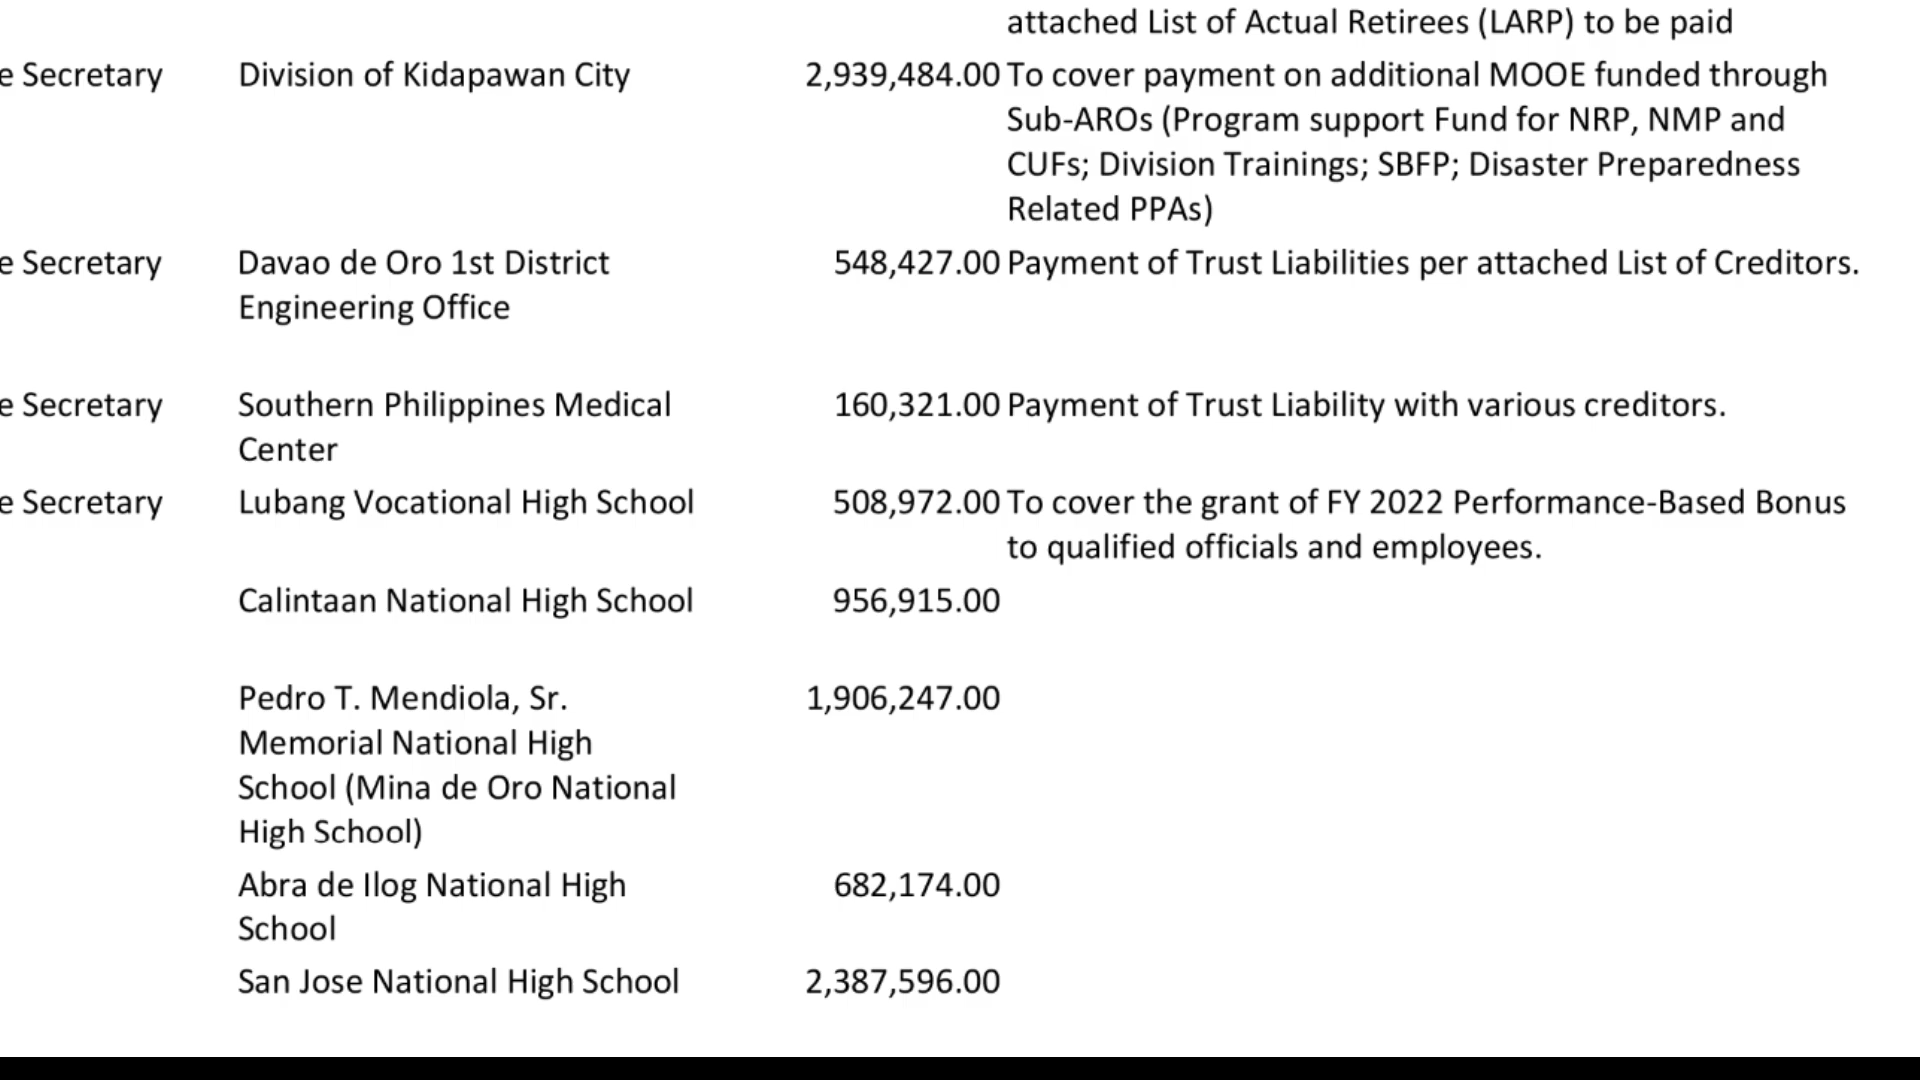 attached List of Actual Retirees (LARP) to be paid
e Secretary Division of Kidapawan City 2,939,484.00 To cover payment on additional MOOE funded through
Sub-AROs (Program support Fund for NRP, NMP and
CUFs; Division Trainings; SBFP; Disaster Preparedness
Related PPAs)
e Secretary Davao de Oro 1st District 548,427.00 Payment of Trust Liabilities per attached List of Creditors.
Engineering Office
e Secretary Southern Philippines Medical 160,321.00 Payment of Trust Liability with various creditors.
Center
e Secretary Lubang Vocational High School 508,972.00 To cover the grant of FY 2022 Performance-Based Bonus
to qualified officials and employees.
Calintaan National High School 956,915.00
Pedro T. Mendiola, Sr. 1,906,247.00
Memorial National High
School (Mina de Oro National
High School)
Abra de Ilog National High 682,174.00
School
San Jose National High School 2,387,596.00